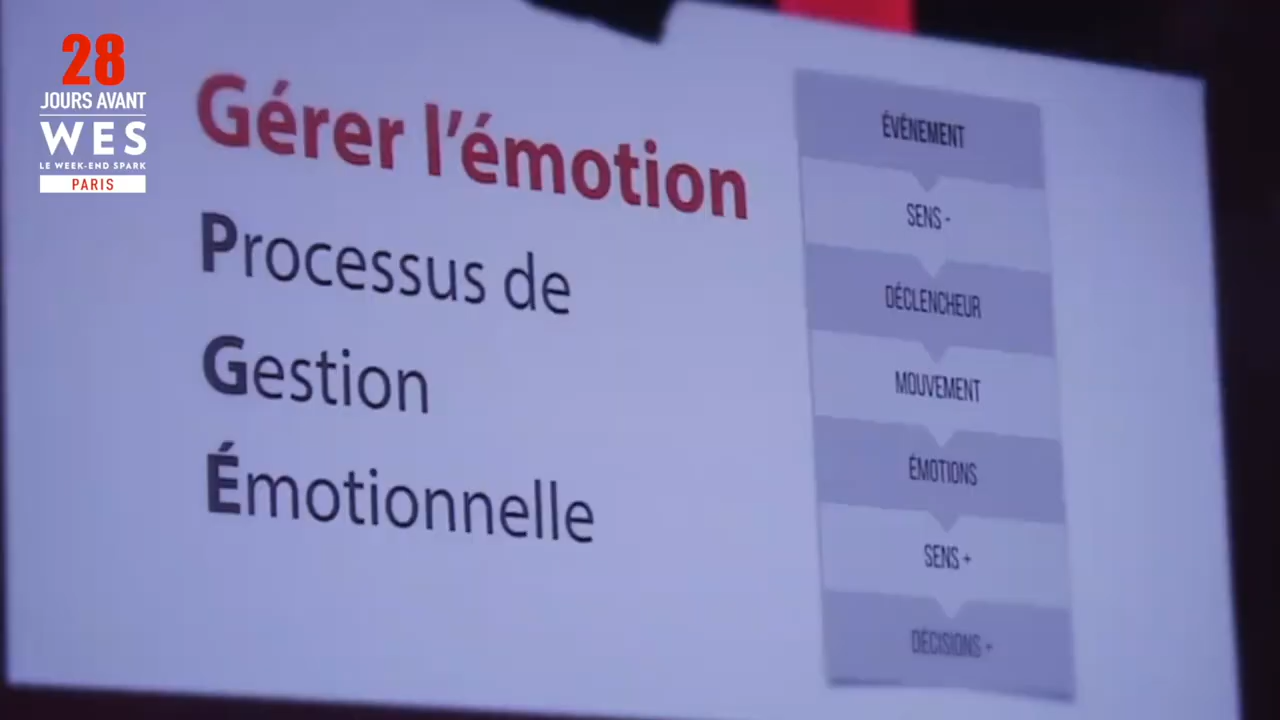 28
JOURS AVANT
WES
LE WEEK-END SPARK
PARIS
Gérer l'émotion
Processus de
Gestion
Émotionnelle
ÉVÉNEMENT
SENS -
DÉCLENCHEUR
MOUVEMENT
ÉMOTIONS
SENS +
DÉCISIONS +